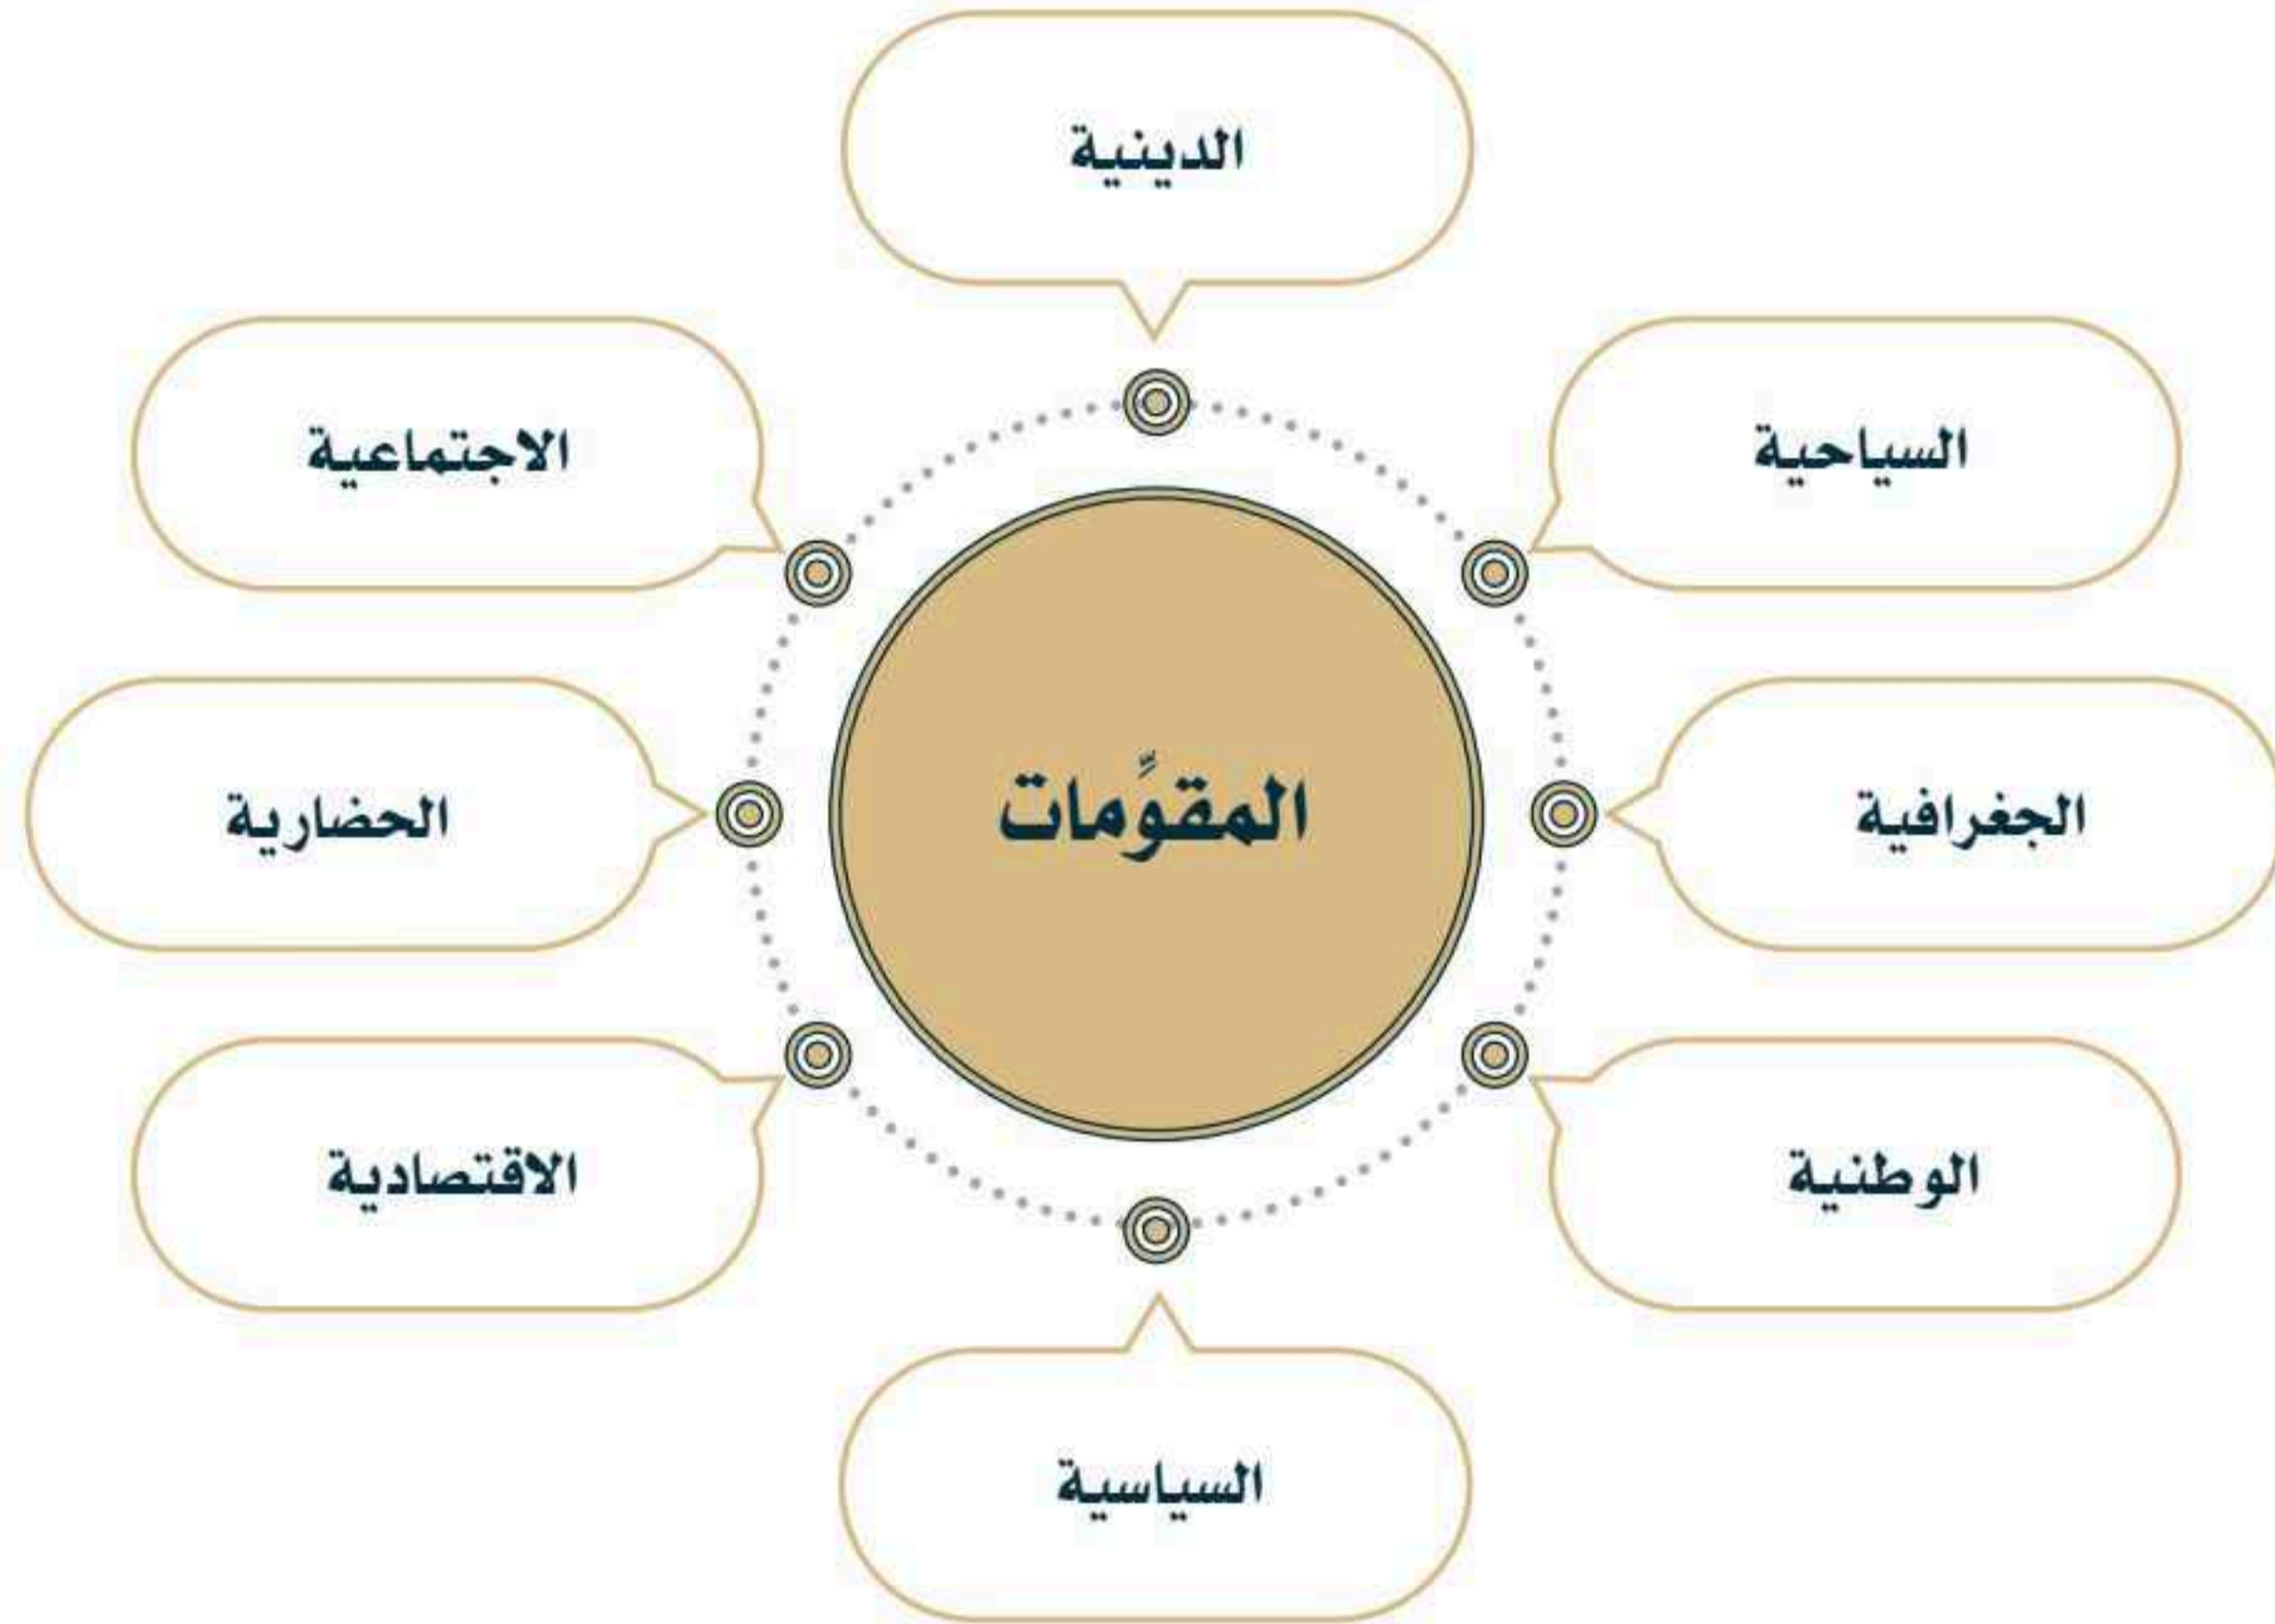 الدينية
السياحية
الاجتماعية
الجغرافية
المقوِّمات
الحضارية
الوطنية
الاقتصادية
السياسية